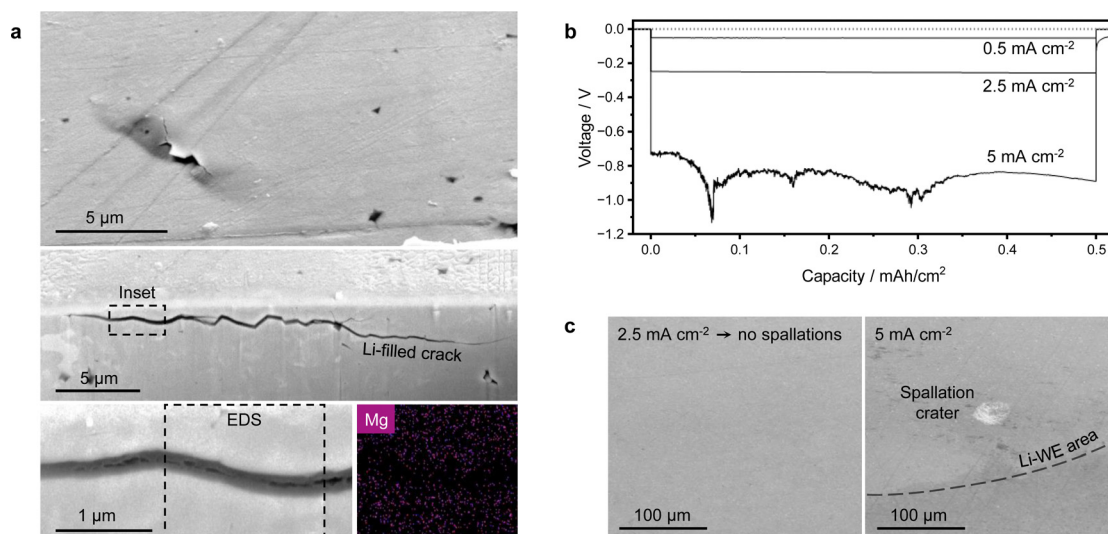 a
5 µm
Inset
Li-filled crack
5 µm
EDS
1 µm
Mg
b
Voltage / V
0.0
−0.2
−0.4
−0.6
−0.8
−1.0
−1.2
0.5 mA cm-2
2.5 mA cm-2
5 mA cm-2
0.0 0.1 0.2 0.3 0.4 0.5
Capacity / mAh/cm2
c
2.5 mA cm-2 → no spallations
100 µm
5 mA cm-2
Spallation
crater
Li-WE area
100 µm